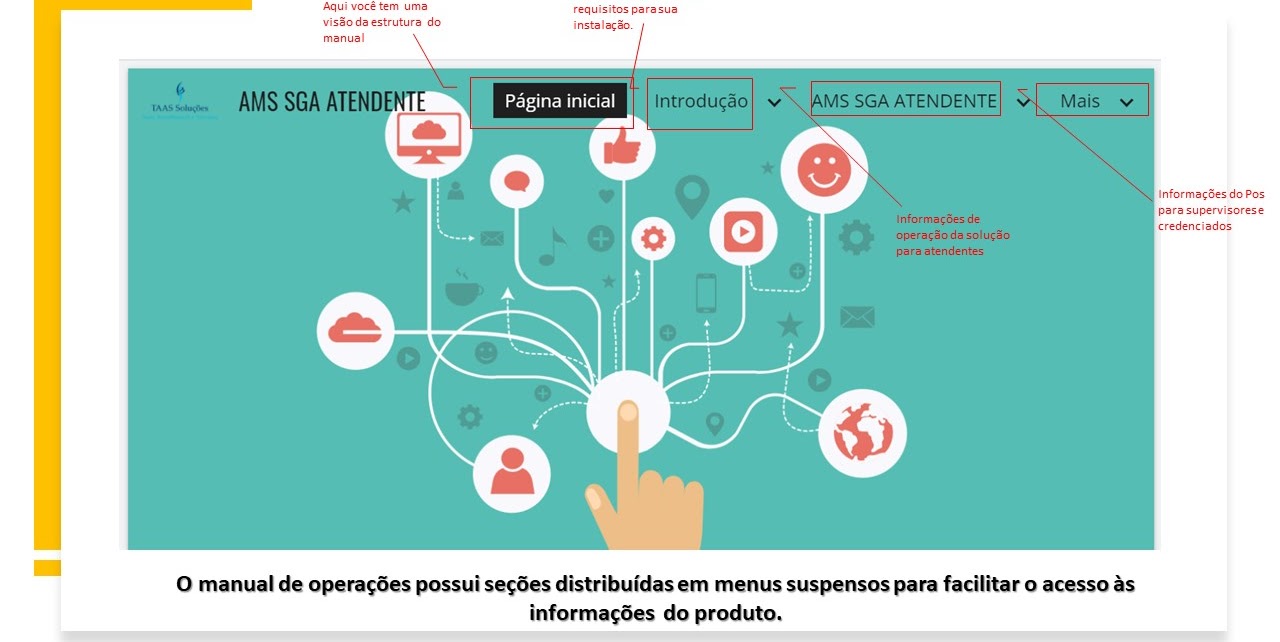 Aqui você tem uma
visão da estrutura do
manual
requisitos para sua
instalação.
TAAS Soluções
AMS SGA ATENDENTE
Página inicial
Introdução
AMS SGA ATENDENTE
Mais
Informações do Pos
para supervisores e
credenciados
Informações de
operação da solução
para atendentes
O manual de operações possui seções distribuídas em menus suspensos para facilitar o acesso às
informações do produto.